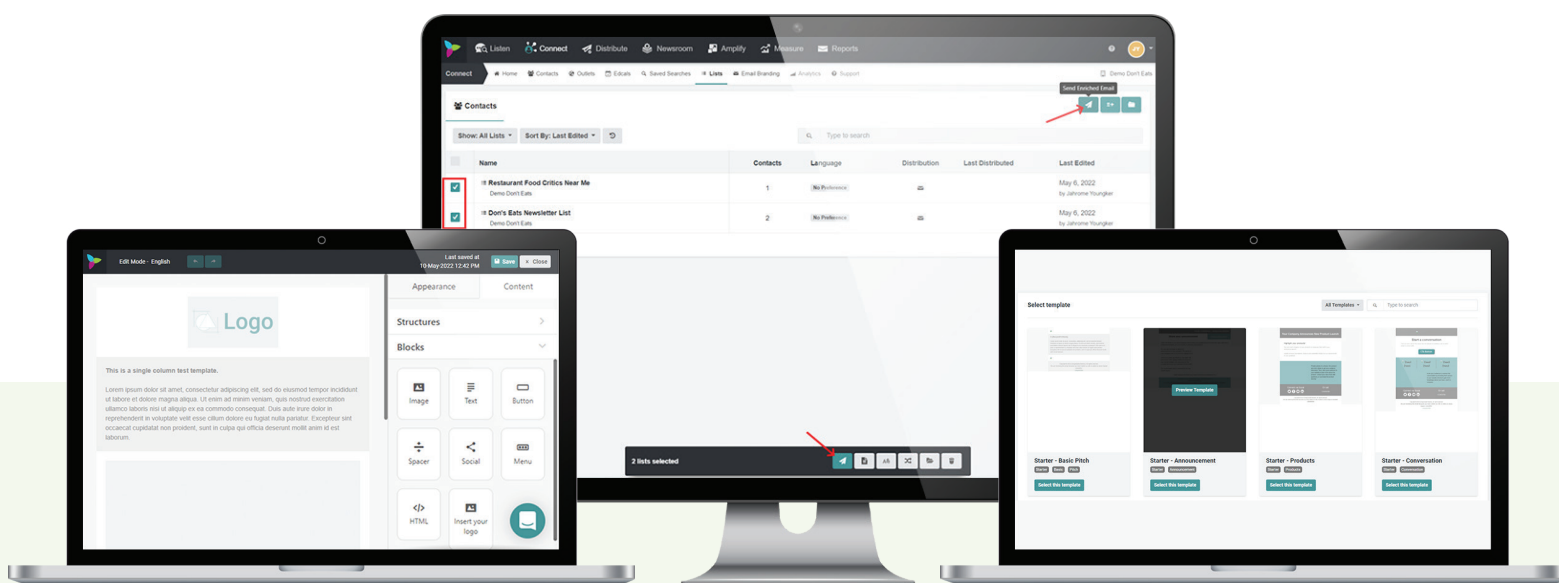 Listen Connect Distribute Newsroom Amplify Measure Reports
Connect Home Contacts Outlets Edcals Saved Searches Lists Email Branding Analytics Support Demo Don't Eats
Send Enriched Email
Contacts
Show: All Lists Sort By: Last Edited Type to search
Name Contacts Language Distribution Last Distributed Last Edited
Restaurant Food Critics Near Me 1 No Preference May 6, 2022
Demo Don't Eats by Jahrome Youngker
Don's Eats Newsletter List 2 No Preference May 6, 2022
Demo Don't Eats by Jahrome Youngker
2 lists selected
Edit Mode - English
Last saved at
10-May-2022 12:42 PM
Save
× Close
Logo
This is a single column test template.
Lorem ipsum dolor sit amet, consectetur adipiscing elit, sed do eiusmod tempor incididunt
ut labore et dolore magna aliqua. Ut enim ad minim veniam, quis nostrud exercitation
ullamco laboris nisi ut aliquip ex ea commodo consequat. Duis aute irure dolor in
reprehenderit in voluptate velit esse cillum dolore eu fugiat nulla pariatur. Excepteur sint
occaecat cupidatat non proident, sunt in culpa qui officia deserunt mollit anim id est
laborum.
Appearance Content
Structures
Blocks
Image Text Button
Spacer Social Menu
</>
HTML Insert your
logo
Select template All Templates Type to search
Preview Template
Starter - Basic Pitch Starter - Announcement Starter - Products Starter - Conversation
Starter Basic Pitch Starter Announcement Starter Products Starter Conversation
Select this template Select this template Select this template Select this template